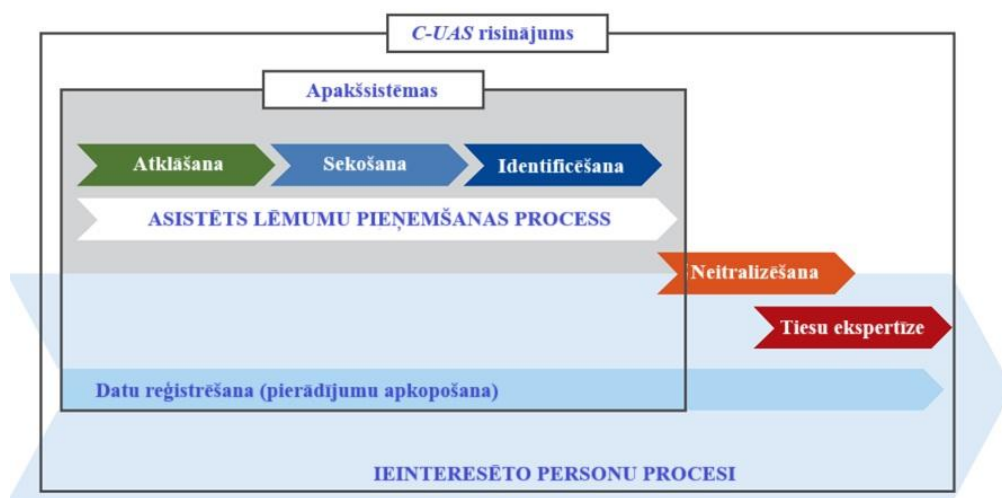 C-UAS risinājums
Apakšsistēmas
Atklāšana
Sekošana
Identificēšana
ASISTĒTS LĒMUMU PIEŅEMŠANAS PROCESS
Neitralizēšana
Tiesu ekspertīze
Datu reģistrēšana (pierādījumu apkopošana)
IEINTERESĒTO PERSONU PROCESI